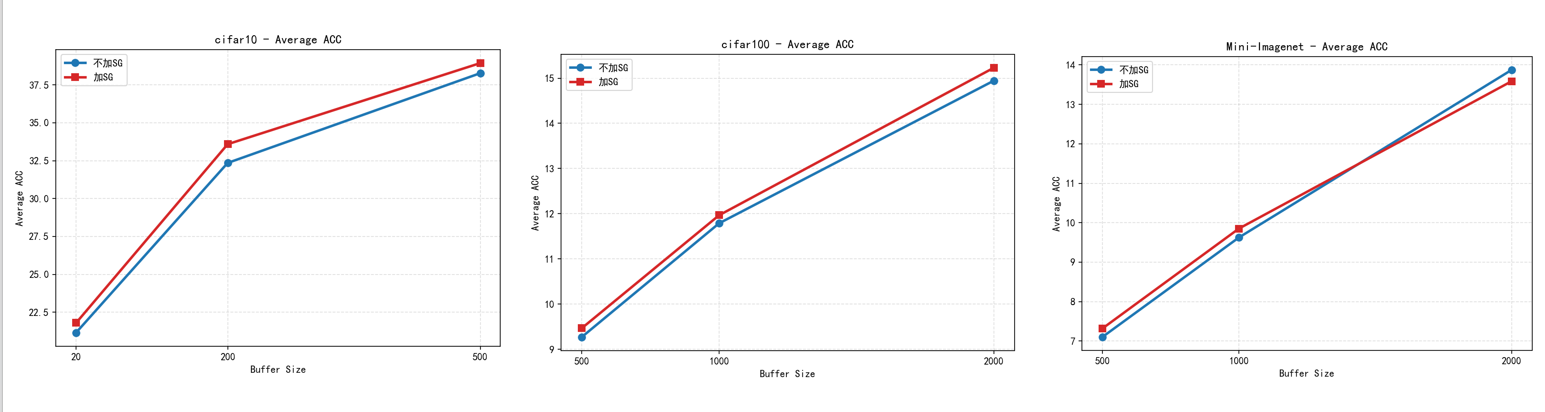 cifar10 - Average ACC
不加SG
加SG
37.5
35.0
32.5
30.0
27.5
25.0
22.5
Average ACC
20
200
500
Buffer Size
cifar100 - Average ACC
不加SG
加SG
15
14
13
12
11
10
9
Average ACC
500
1000
2000
Buffer Size
Mini-Imagenet - Average ACC
不加SG
加SG
14
13
12
11
10
9
8
7
Average ACC
500
1000
2000
Buffer Size